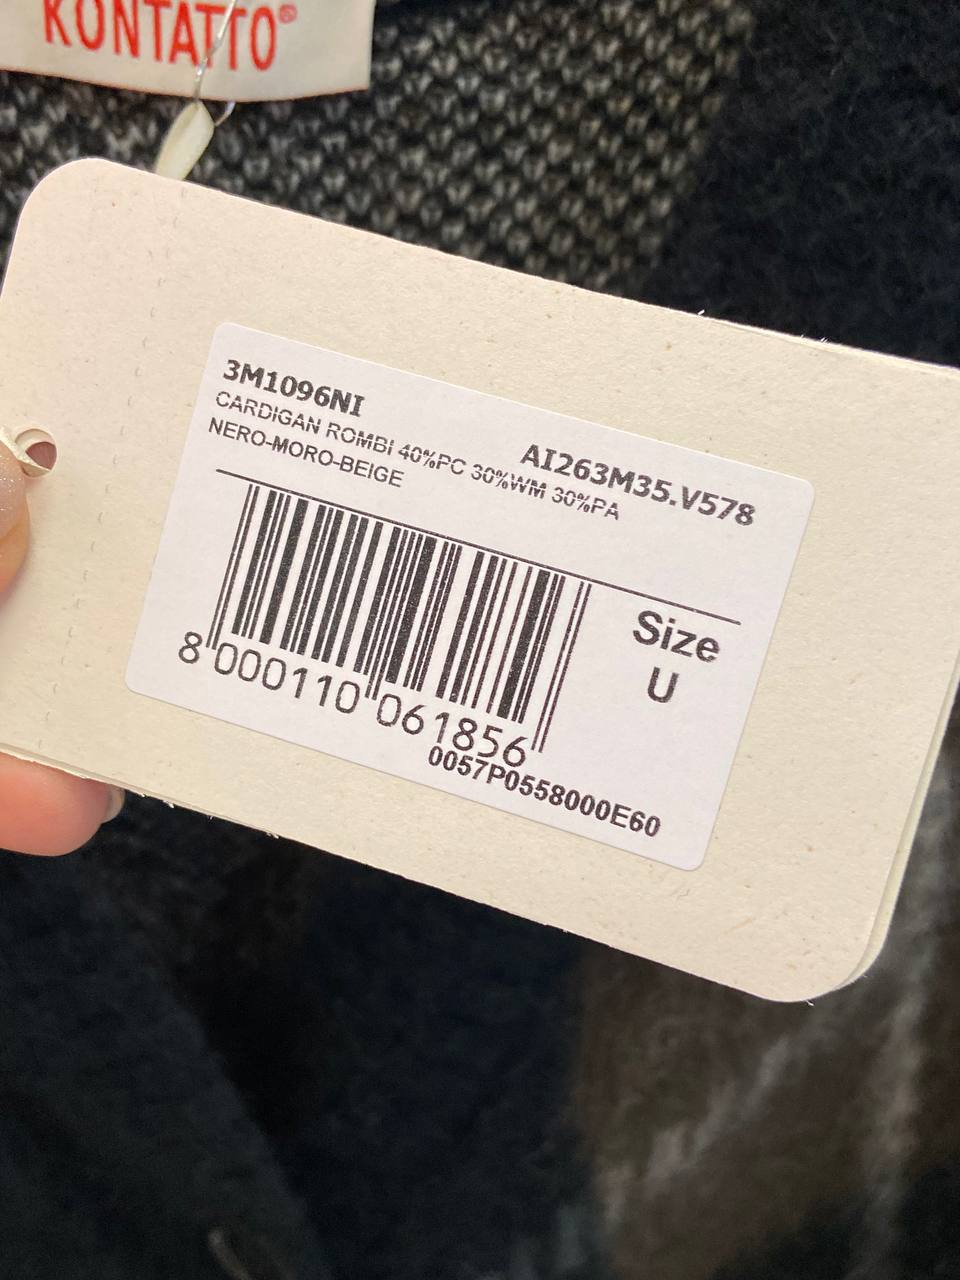 KONTATTO®
3M1096NI
AI263M35.V578
CARDIGAN ROMBI 40%PC 30%WM 30%PA
NERO-MORO-BEIGE
Size
U
8 000110 061856
0057P0558000E60